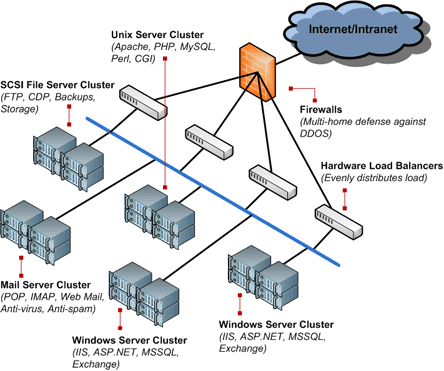 Unix Server Cluster
(Apache, PHP, MySQL,
Perl, CGI)
Internet/Intranet
SCSI File Server Cluster
(FTP, CDP, Backups,
Storage)
Firewalls
(Multi-home defense against
DDOS)
Hardware Load Balancers
(Evenly distributes load)
Mail Server Cluster
(POP, IMAP, Web Mail,
Anti-virus, Anti-spam)
Windows Server Cluster
(IIS, ASP.NET, MSSQL,
Exchange)
Windows Server Cluster
(IIS, ASP.NET, MSSQL,
Exchange)